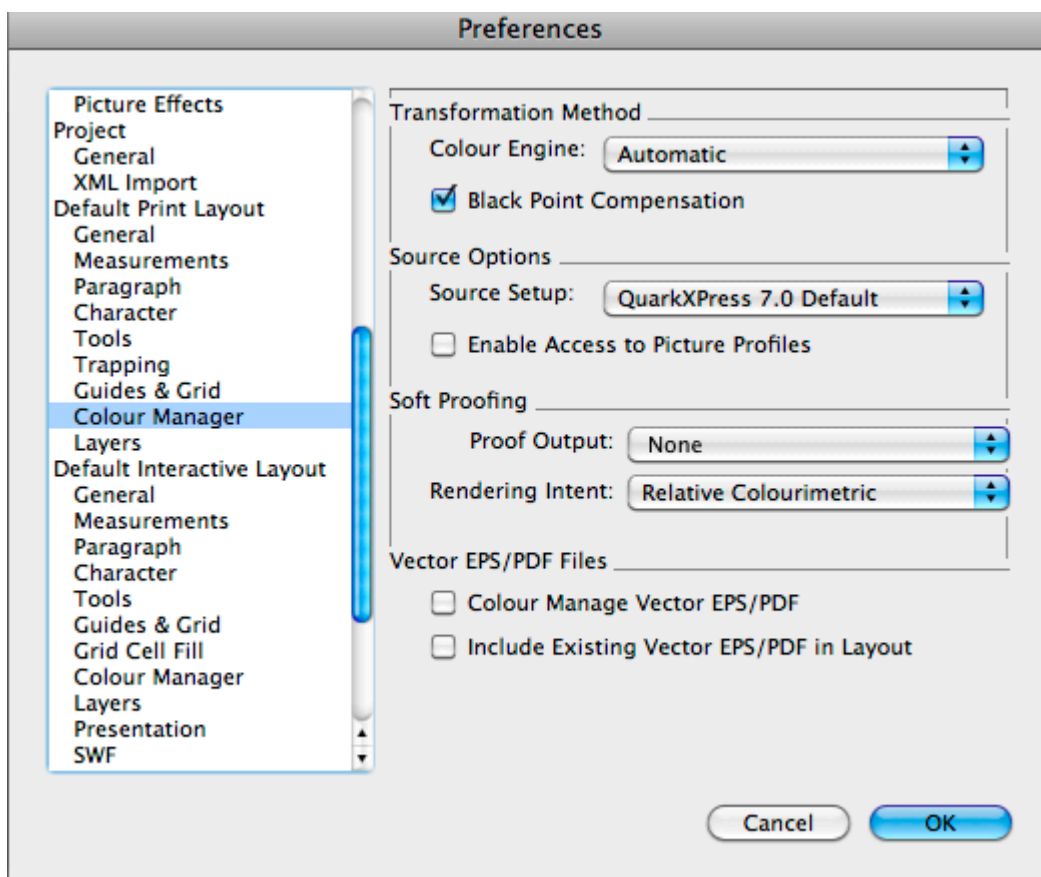 Preferences
Picture Effects
Project
General
XML Import
Default Print Layout
General
Measurements
Paragraph
Character
Tools
Trapping
Guides & Grid
Colour Manager
Layers
Default Interactive Layout
General
Measurements
Paragraph
Character
Tools
Guides & Grid
Grid Cell Fill
Colour Manager
Layers
Presentation
SWF
Transformation Method
Colour Engine: Automatic
Black Point Compensation
Source Options
Source Setup: QuarkXPress 7.0 Default
Enable Access to Picture Profiles
Soft Proofing
Proof Output: None
Rendering Intent: Relative Colourimetric
Vector EPS/PDF Files
Colour Manage Vector EPS/PDF
Include Existing Vector EPS/PDF in Layout
Cancel OK